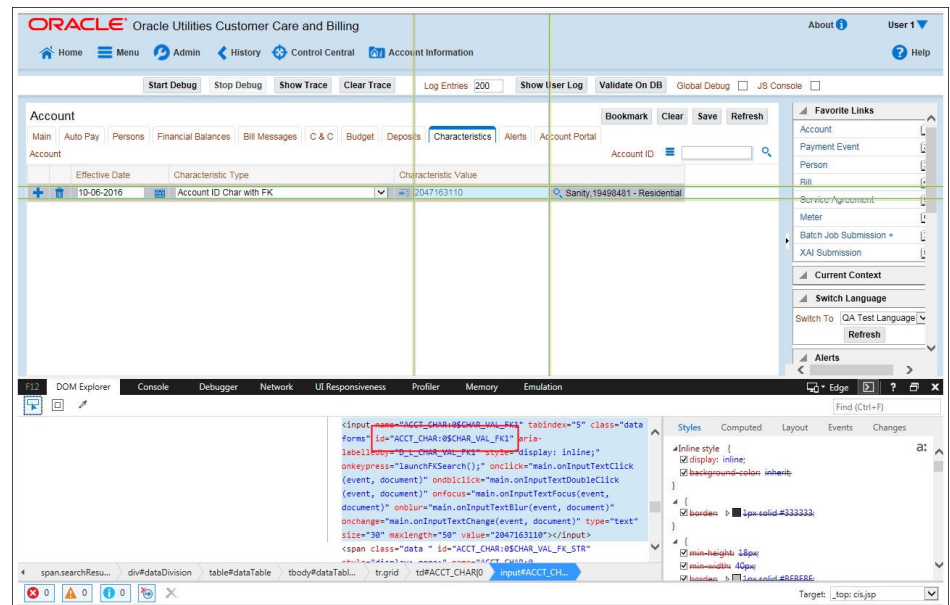 ORACLE® Oracle Utilities Customer Care and Billing
About User 1
Home Menu Admin History Control Central Account Information Help
Start Debug Stop Debug Show Trace Clear Trace Log Entries 200 Show User Log Validate On DB Global Debug JS Console
Account Bookmark Clear Save Refresh
Main Auto Pay Persons Financial Balances Bill Messages C & C Budget Deposits Characteristics Alerts Account Portal
Account Account ID
Effective Date Characteristic Type Characteristic Value
10-06-2016 Account ID Char with FK 2047163110 Sanity,19498481 - Residential
Favorite Links
Account
Payment Event
Person
Bill
Service Agreement
Meter
Batch Job Submission +
XAI Submission
Current Context
Switch Language
Switch To QA Test Language
Refresh
Alerts
F12 DOM Explorer Console Debugger Network UI Responsiveness Profiler Memory Emulation Edge ?
Find (Ctrl+F)
<input name="ACCT_CHAR:0$CHAR_VAL_FK1" tabindex="5" class="data
forms" id="ACCT_CHAR:0$CHAR_VAL_FK1" aria-
labelledby="D_L_CHAR_VAL_FK1" style="display: inline;"
onkeypress="launchFKSearch();" onclick="main.onInputTextClick
(event, document)" ondblclick="main.onInputTextDoubleClick
(event, document)" onfocus="main.onInputTextFocus(event,
document)" onblur="main.onInputTextBlur(event, document)"
onchange="main.onInputTextChange(event, document)" type="text"
size="30" maxlength="50" value="2047163110"></input>
<span class="data " id="ACCT_CHAR:0$CHAR_VAL_FK_STR"
Styles Computed Layout Events Changes
Inline style { a:
display: inline;
background-color: inherit;
}
{
border: 1px solid #333333;
}
{
min-height: 18px;
min-width: 40px;
border: 1px solid #BEBEBE;
span.searchResu... div#dataDivision table#dataTable tbody#dataTabl... tr.grid td#ACCT_CHAR|0 input#ACCT_CH...
0 0 0 Target: _top: cis.jsp